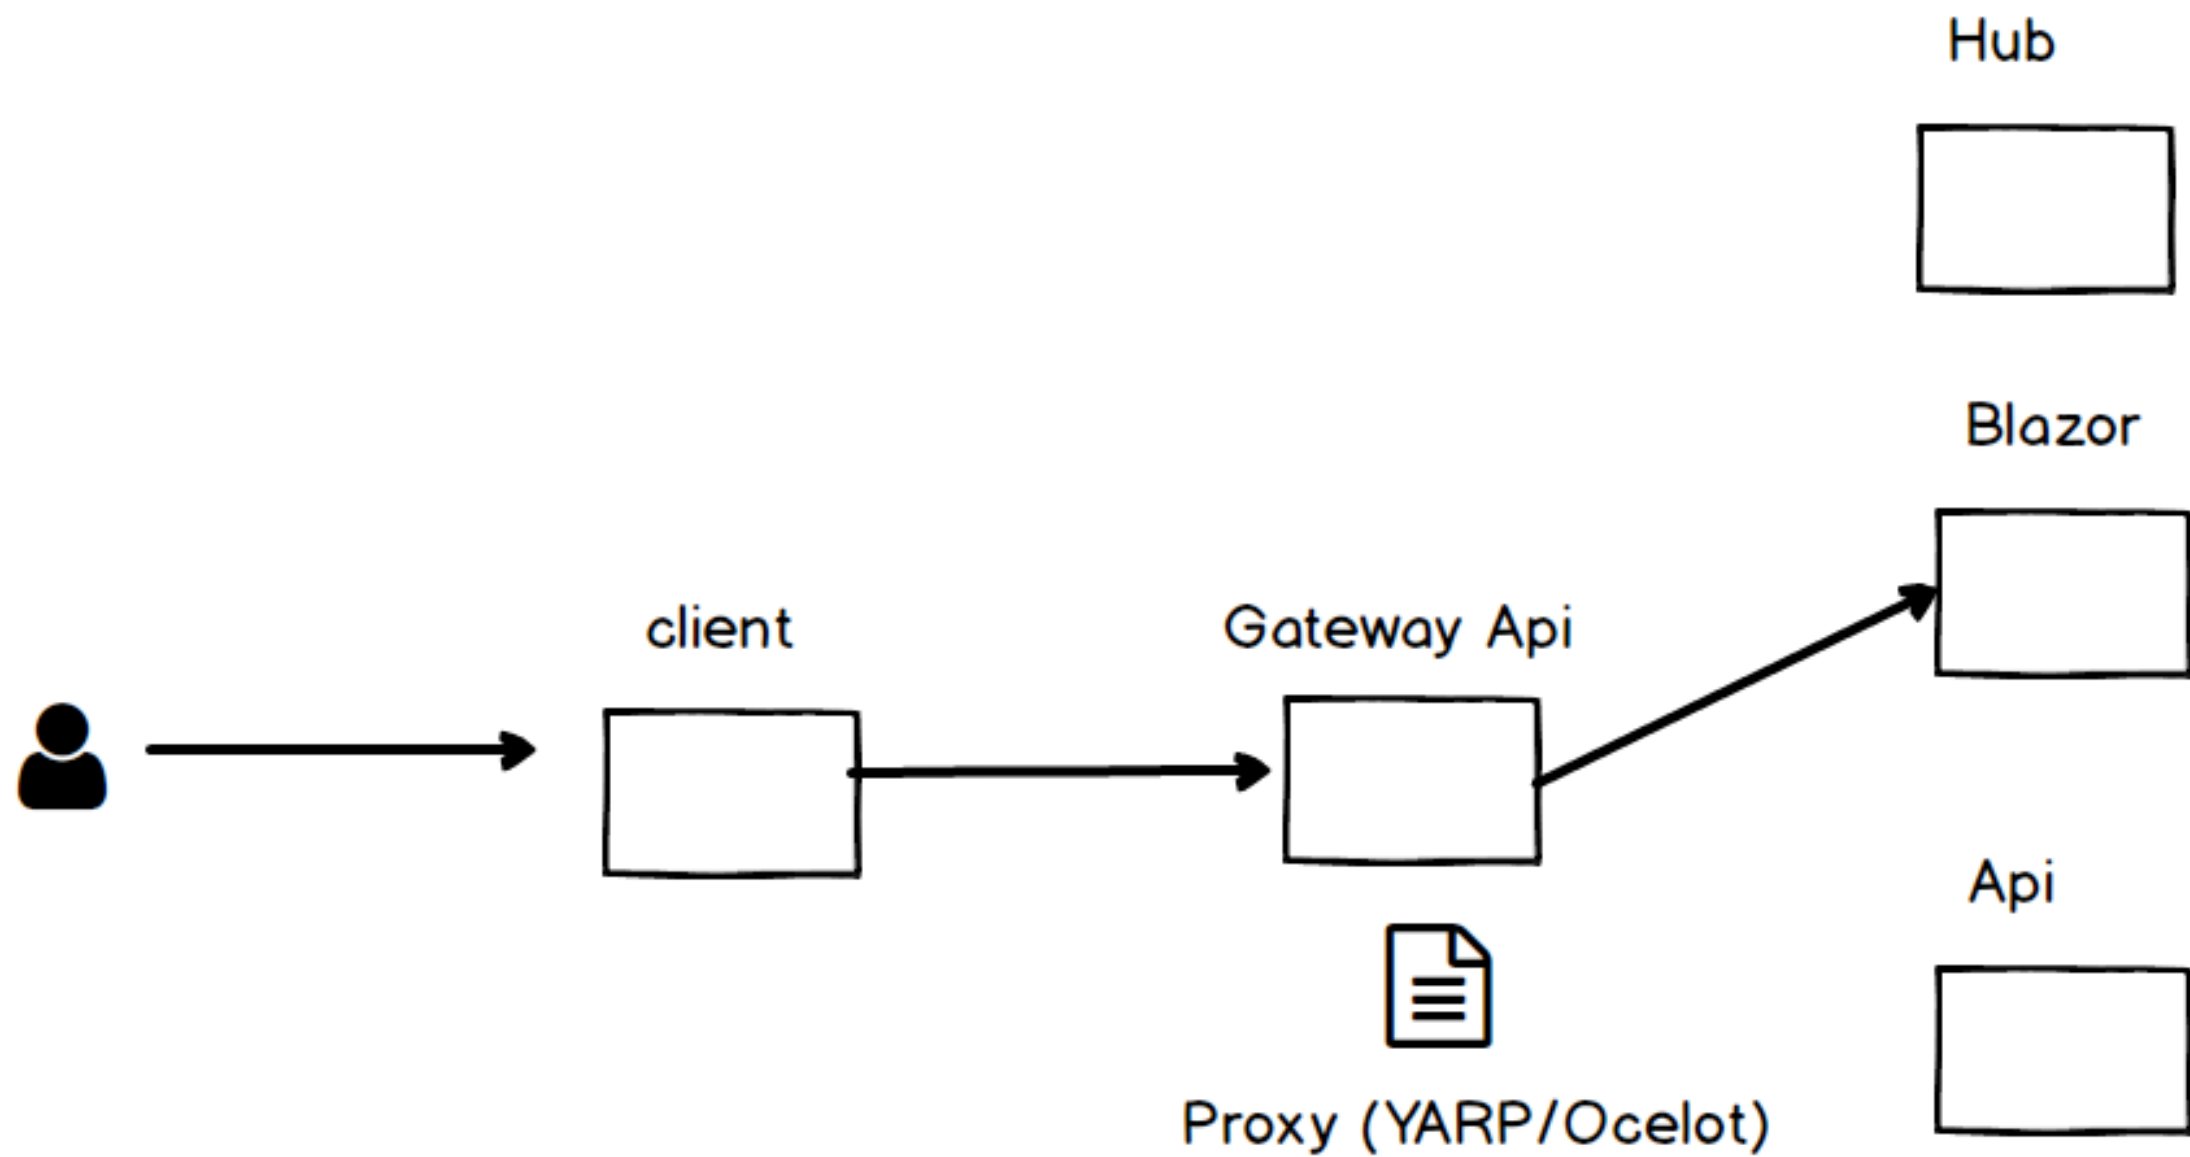 Hub
Blazor
client
Gateway Api
Api
Proxy (YARP/Ocelot)